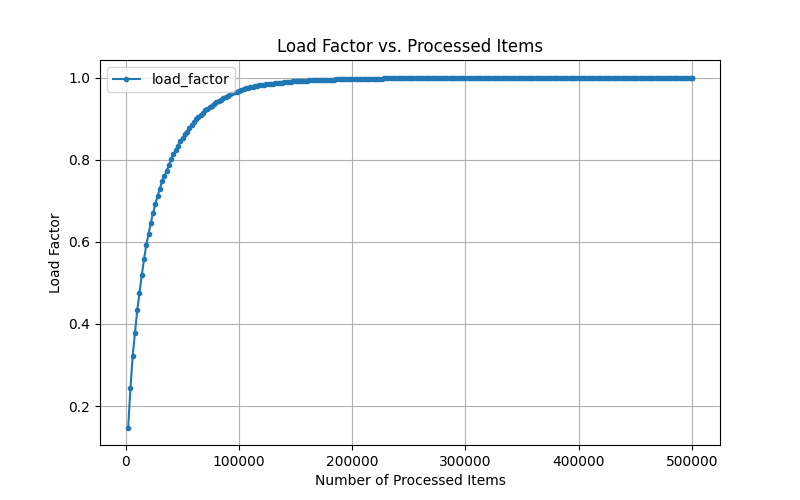 Load Factor vs. Processed Items
load_factor
1.0
0.8
0.6
0.4
0.2
Load Factor
0 100000 200000 300000 400000 500000
Number of Processed Items